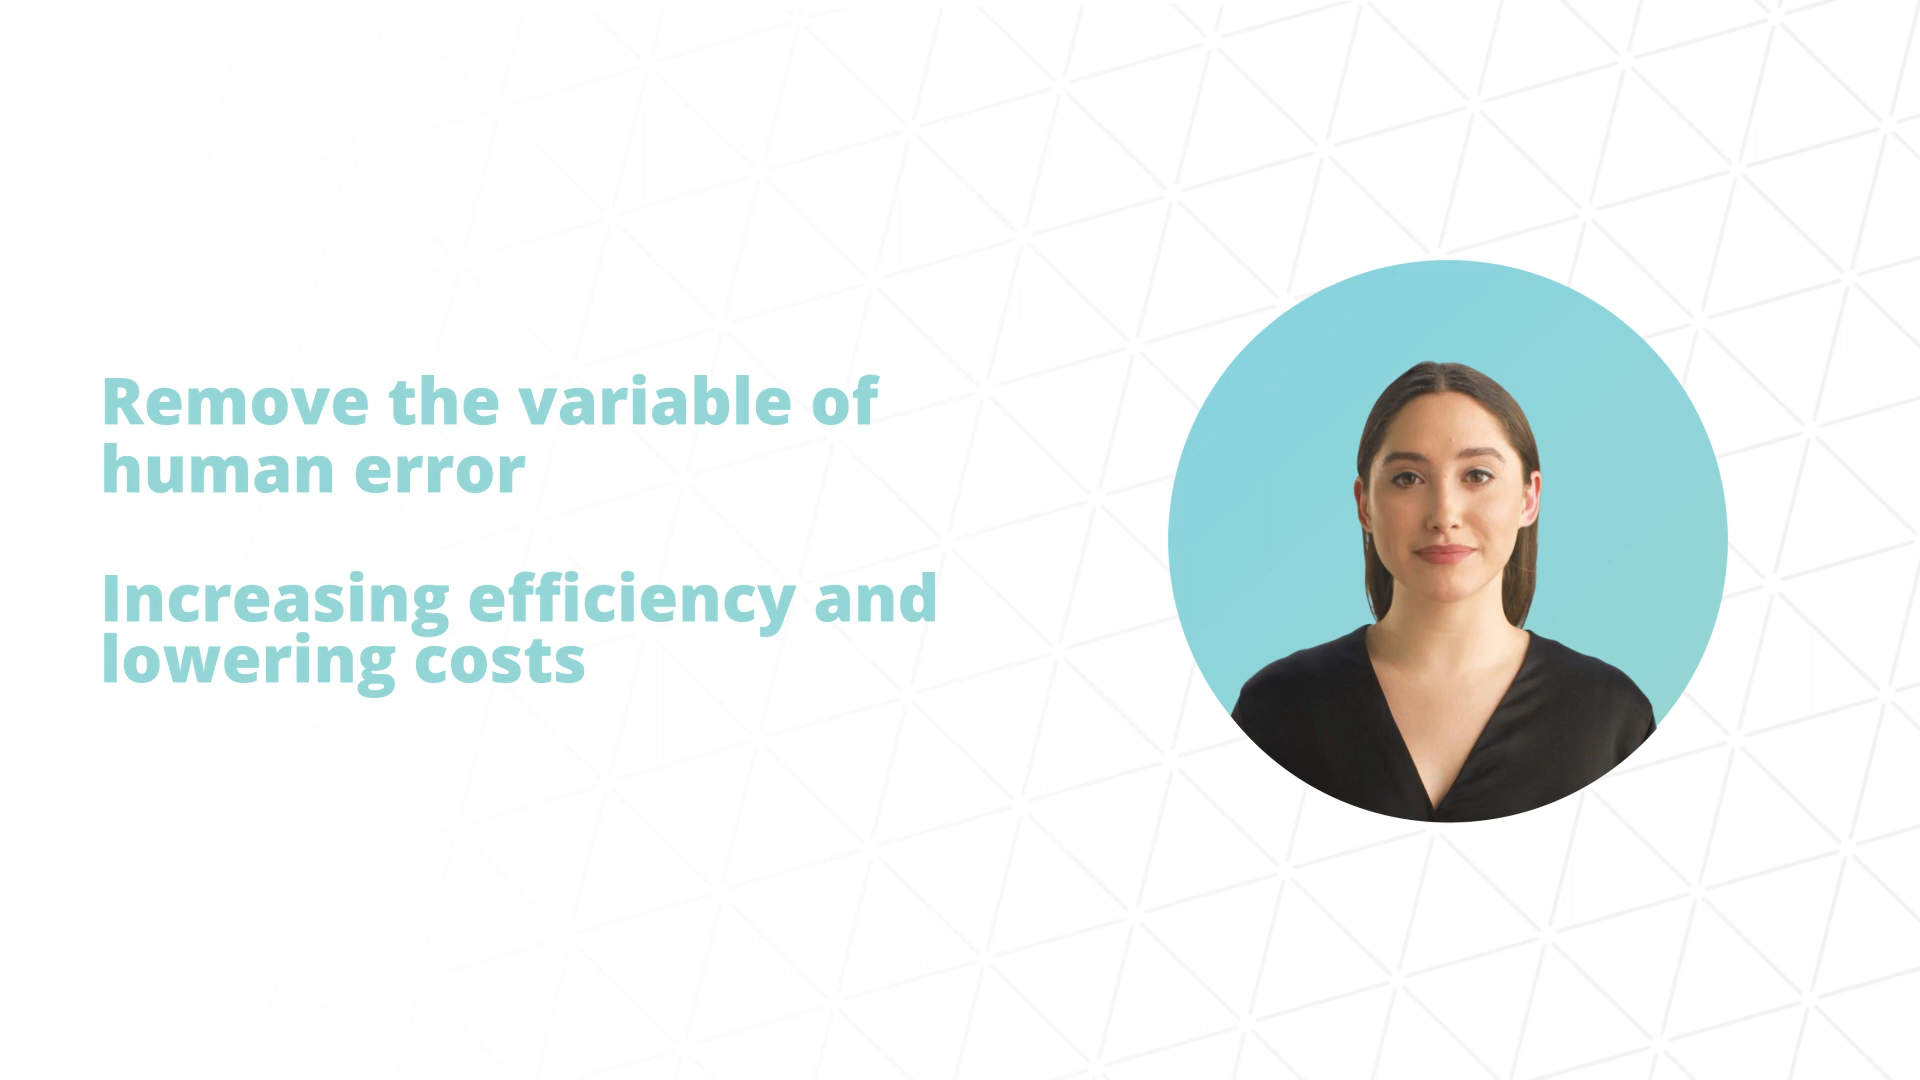 Remove the variable of
human error
Increasing efficiency and
lowering costs